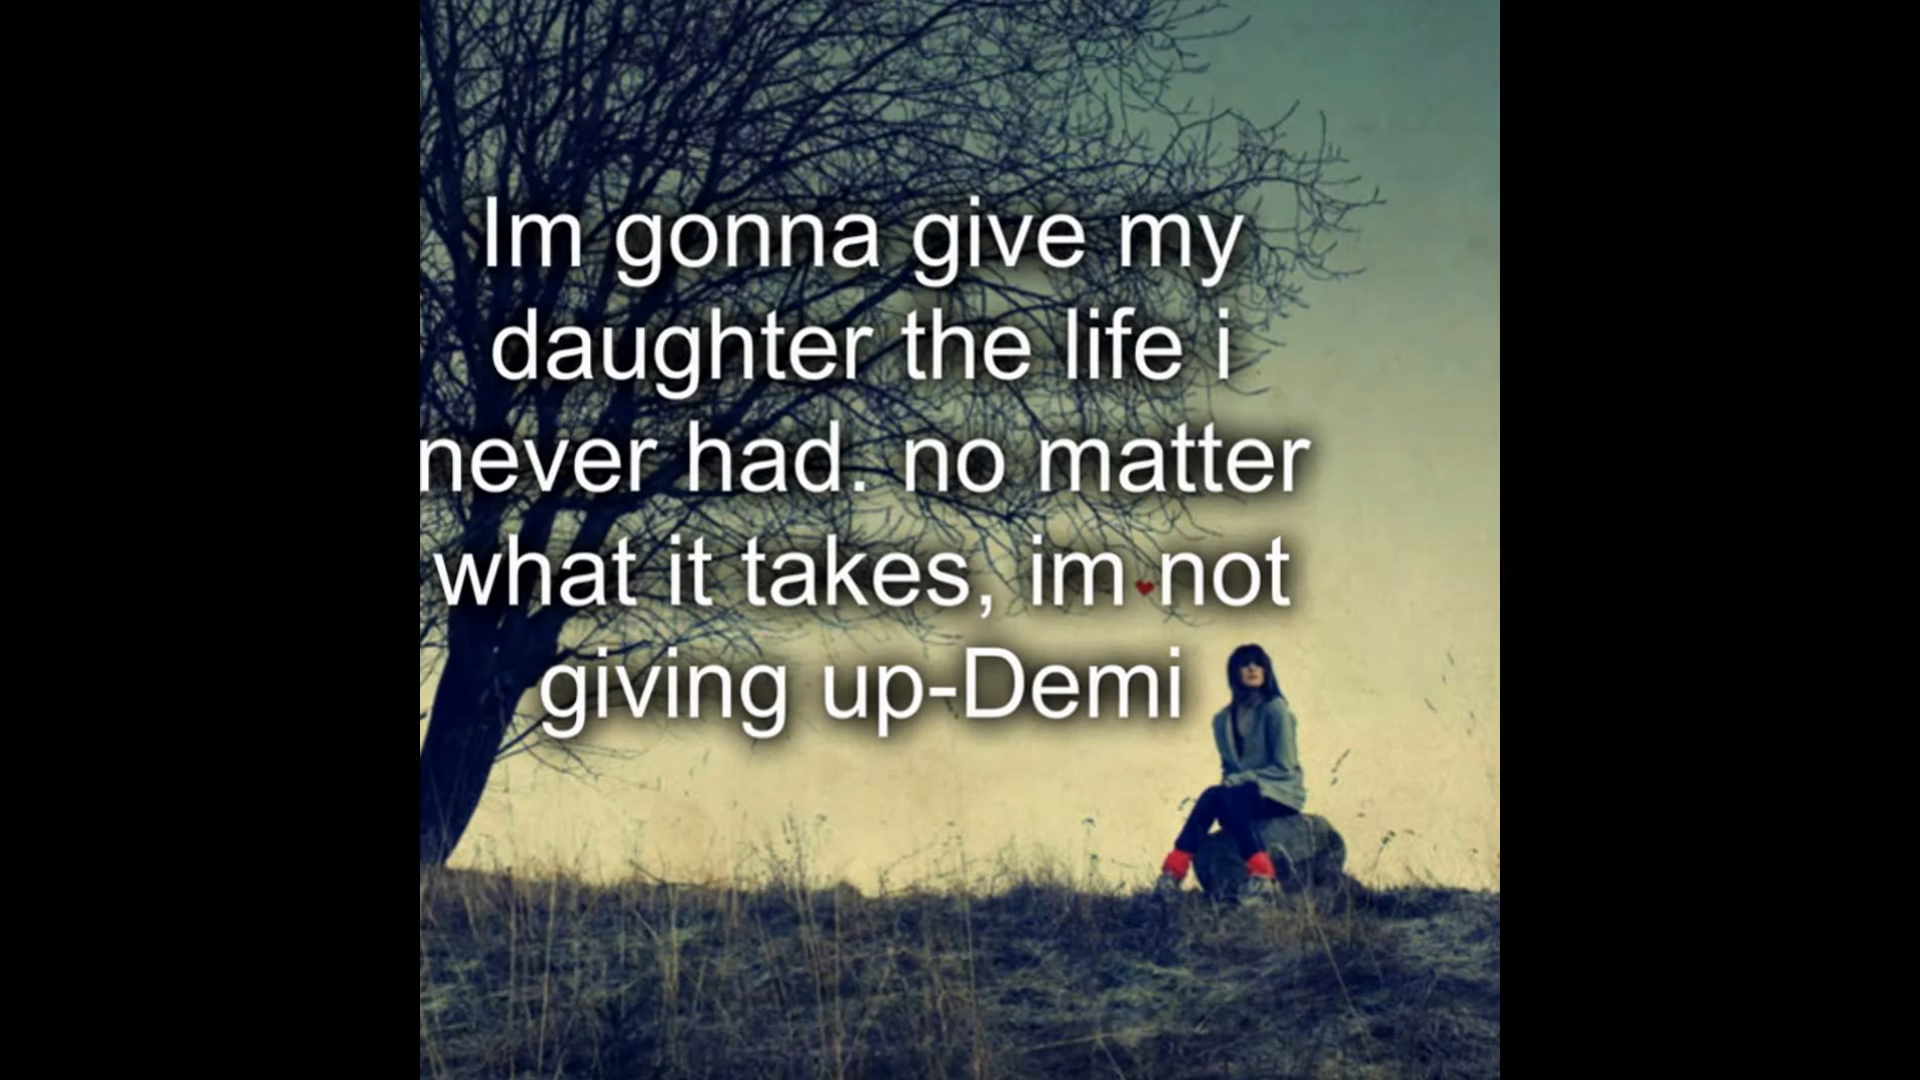 Im gonna give my
daughter the life i
never had. no matter
what it takes, im not
giving up-Demi